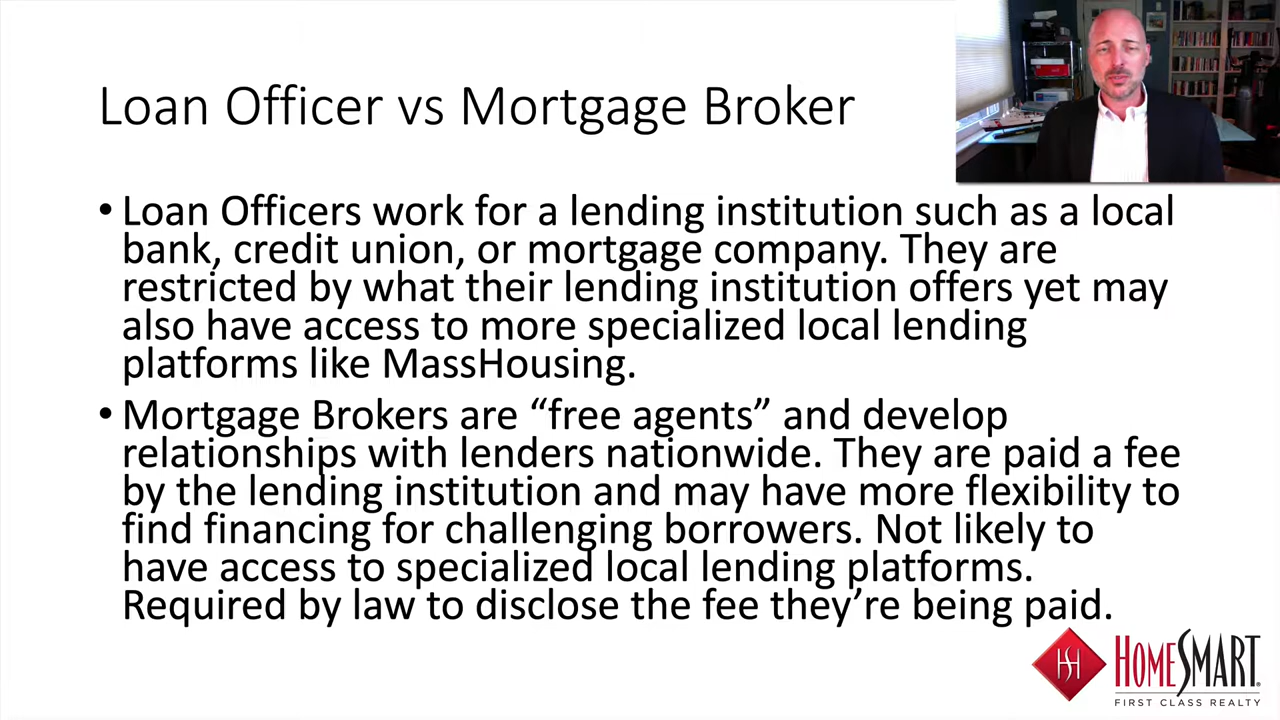 Loan Officer vs Mortgage Broker
• Loan Officers work for a lending institution such as a local
bank, credit union, or mortgage company. They are
restricted by what their lending institution offers yet may
also have access to more specialized local lending
platforms like MassHousing.
• Mortgage Brokers are “free agents” and develop
relationships with lenders nationwide. They are paid a fee
by the lending institution and may have more flexibility to
find financing for challenging borrowers. Not likely to
have access to specialized local lending platforms.
Required by law to disclose the fee they’re being paid.
HOMESMART®
FIRST CLASS REALTY